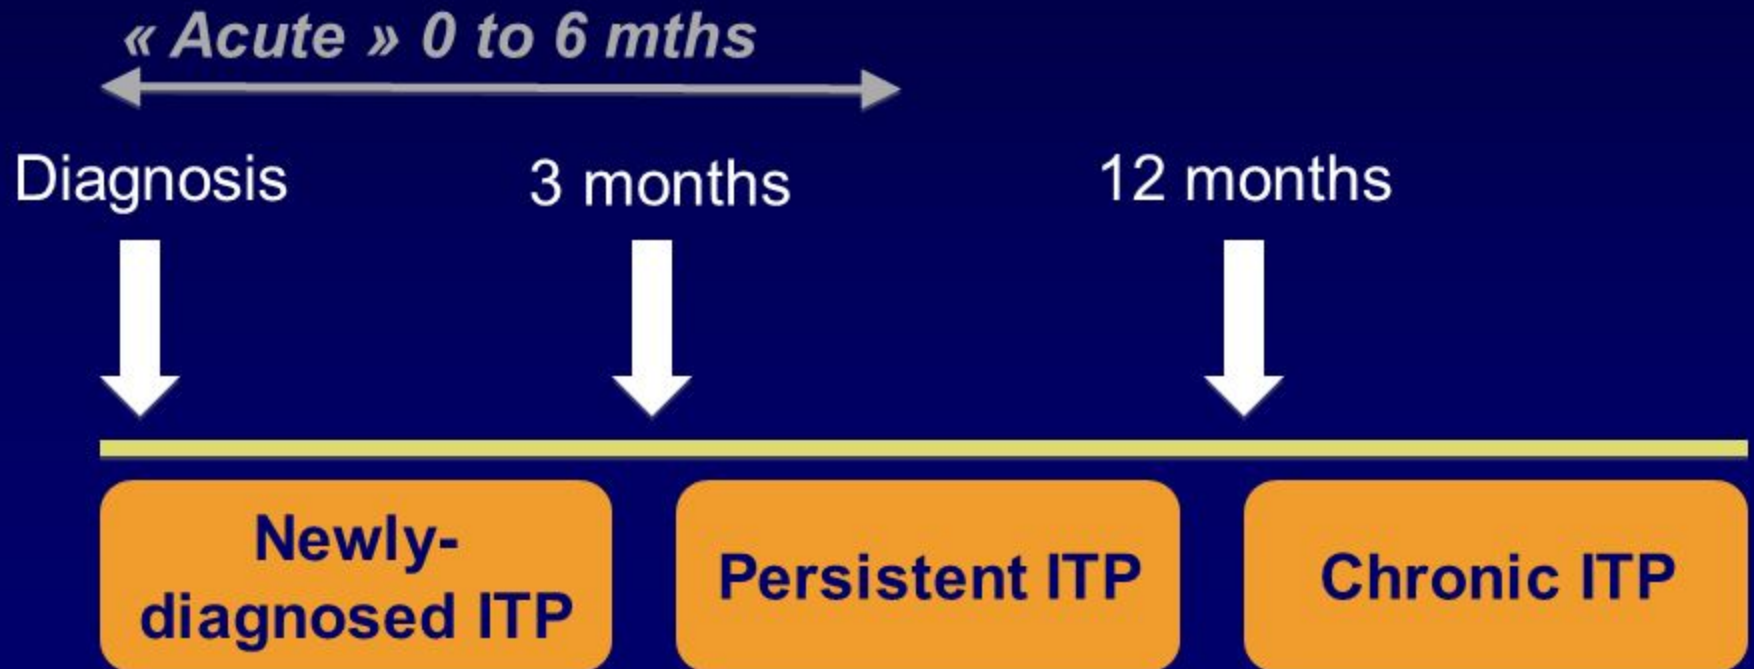 « Acute » 0 to 6 mths
Diagnosis
3 months
12 months
Newly-
diagnosed ITP
Persistent ITP
Chronic ITP